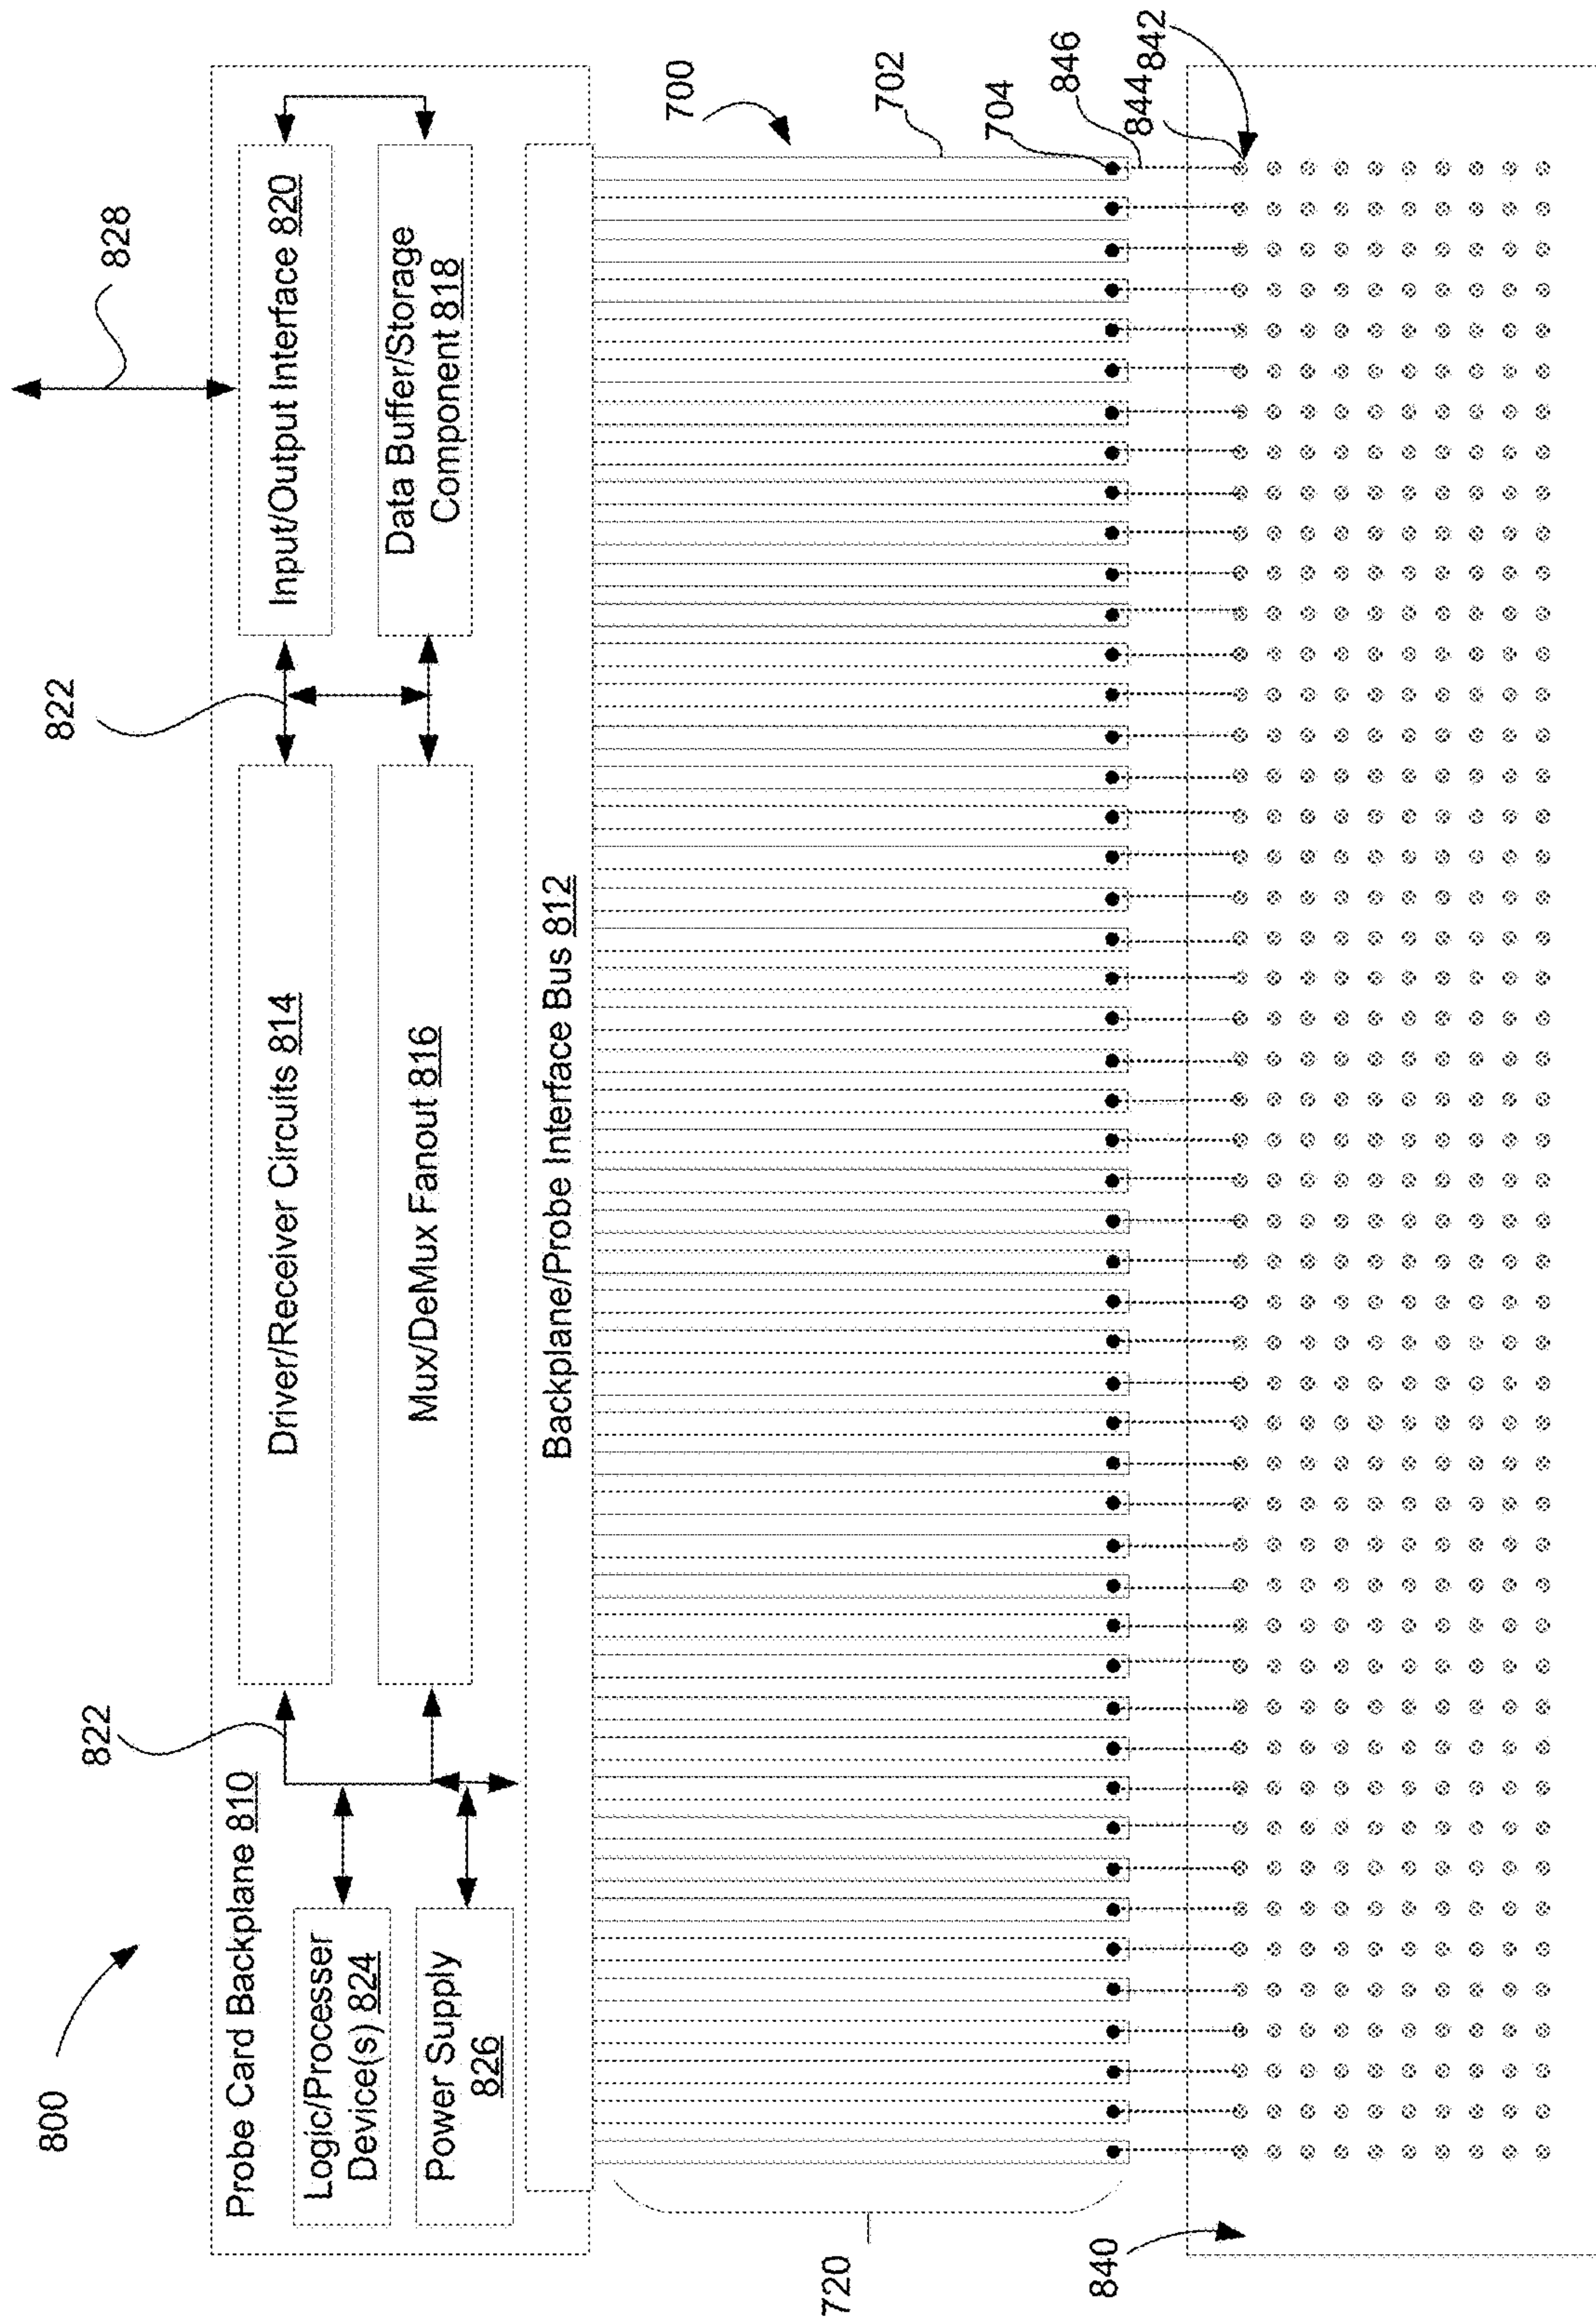 800
822
822
828
Probe Card Backplane 810
Logic/Processer
Device(s) 824
Power Supply
826
Driver/Receiver Circuits 814
Mux/DeMux Fanout 816
Input/Output Interface 820
Data Buffer/Storage
Component 818
Backplane/Probe Interface Bus 812
700
702
720
704
846
840
844
842